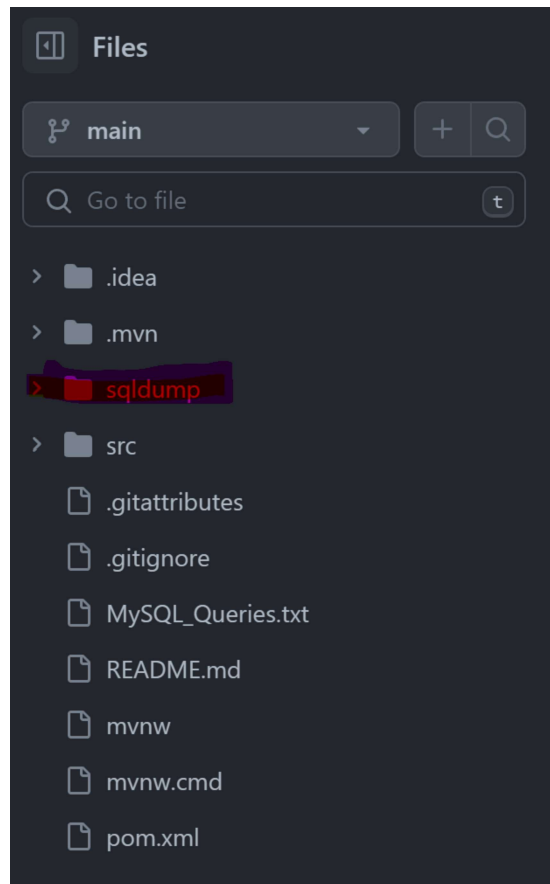 Files
main
Go to file t
.idea
.mvn
sqldump
src
.gitattributes
.gitignore
MySQL_Queries.txt
README.md
mvnw
mvnw.cmd
pom.xml